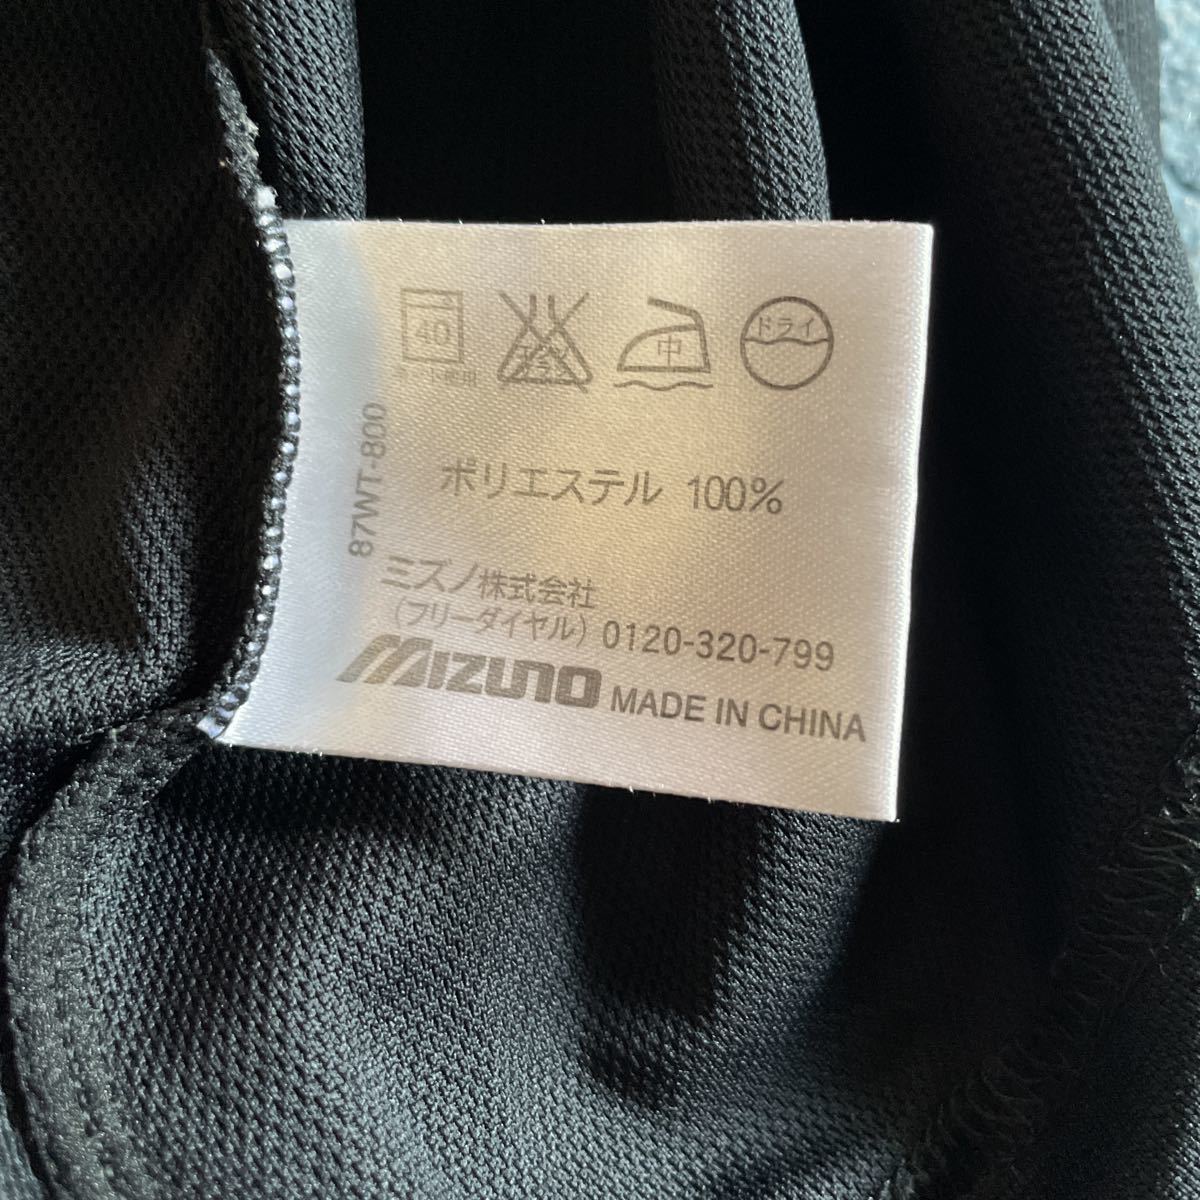 40
中
ドライ
ポリエステル 100%
87WT-800
ミズノ株式会社
(フリーダイヤル) 0120-320-799
MIZUNO MADE IN CHINA